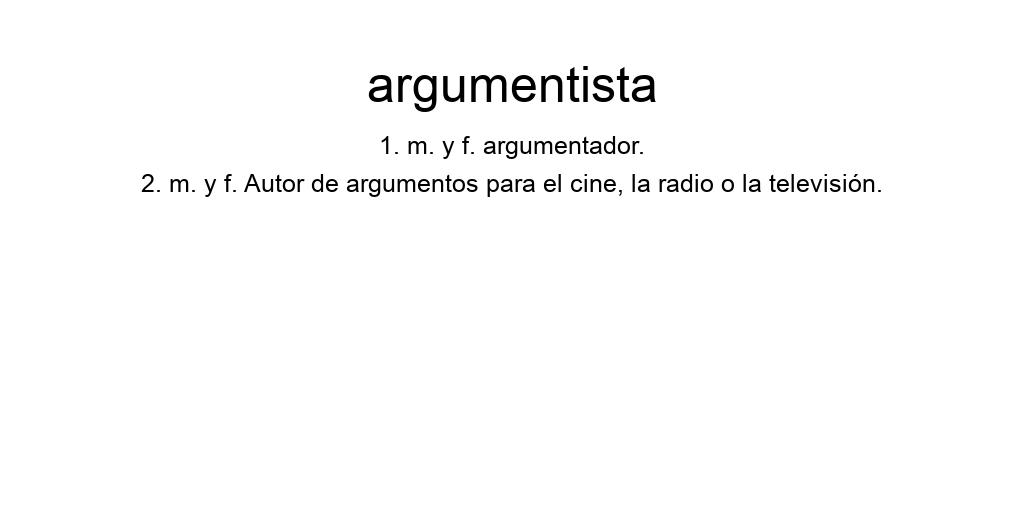 argumentista
1. m. y f. argumentador.
2. m. y f. Autor de argumentos para el cine, la radio o la televisión.